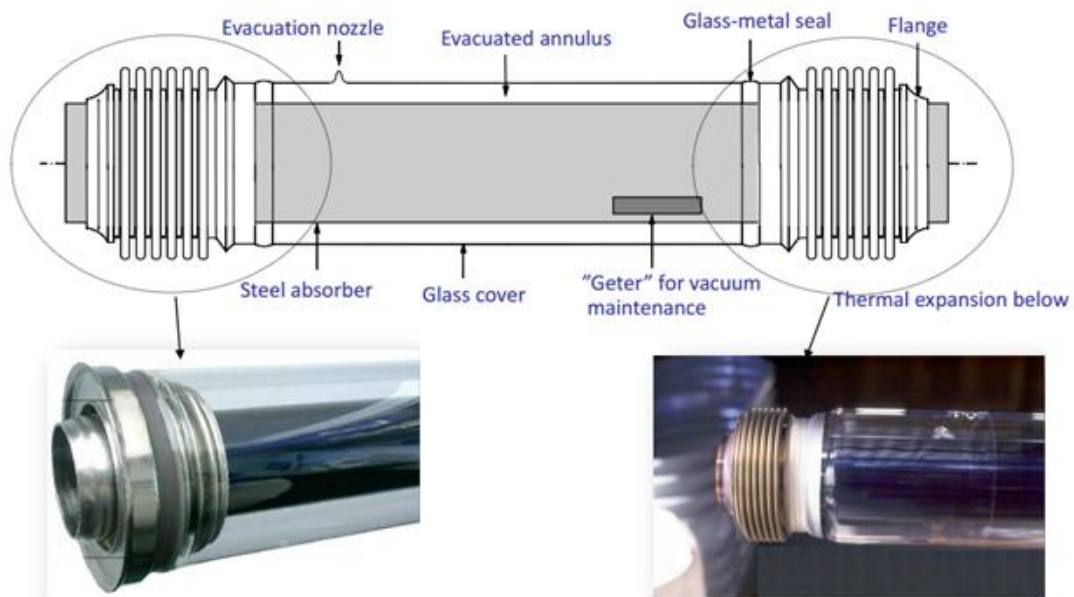 Evacuation nozzle
Evacuated annulus
Glass-metal seal
Flange
Steel absorber
Glass cover
”Geter” for vacuum
maintenance
Thermal expansion below